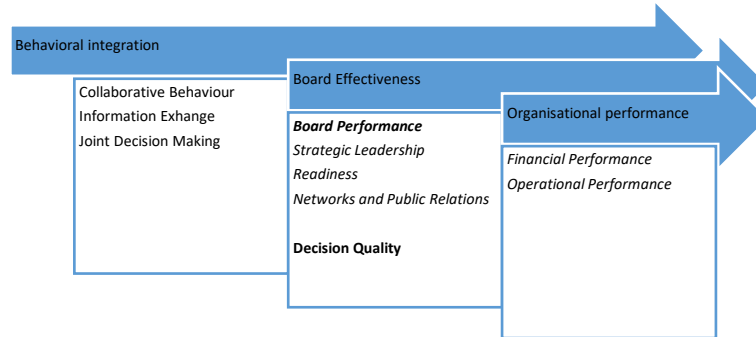 Behavioral integration
Collaborative Behaviour
Information Exhange
Joint Decision Making
Board Effectiveness
Board Performance
Strategic Leadership
Readiness
Networks and Public Relations
Decision Quality
Organisational performance
Financial Performance
Operational Performance